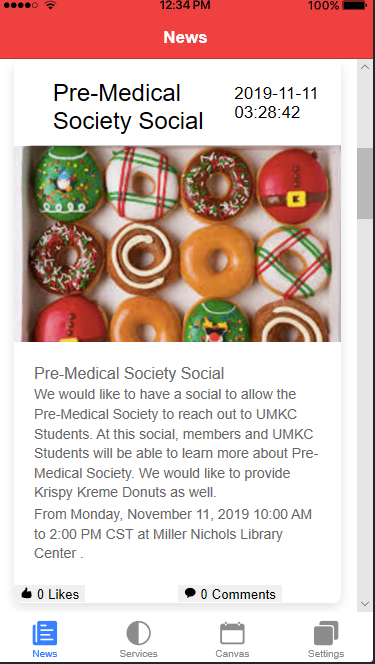 12:34 PM
100%
News
Pre-Medical
Society Social
2019-11-11
03:28:42
Pre-Medical Society Social
We would like to have a social to allow the
Pre-Medical Society to reach out to UMKC
Students. At this social, members and UMKC
Students will be able to learn more about Pre-
Medical Society. We would like to provide
Krispy Kreme Donuts as well.
From Monday, November 11, 2019 10:00 AM
to 2:00 PM CST at Miller Nichols Library
Center .
0 Likes
0 Comments
News
Services
Canvas
Settings